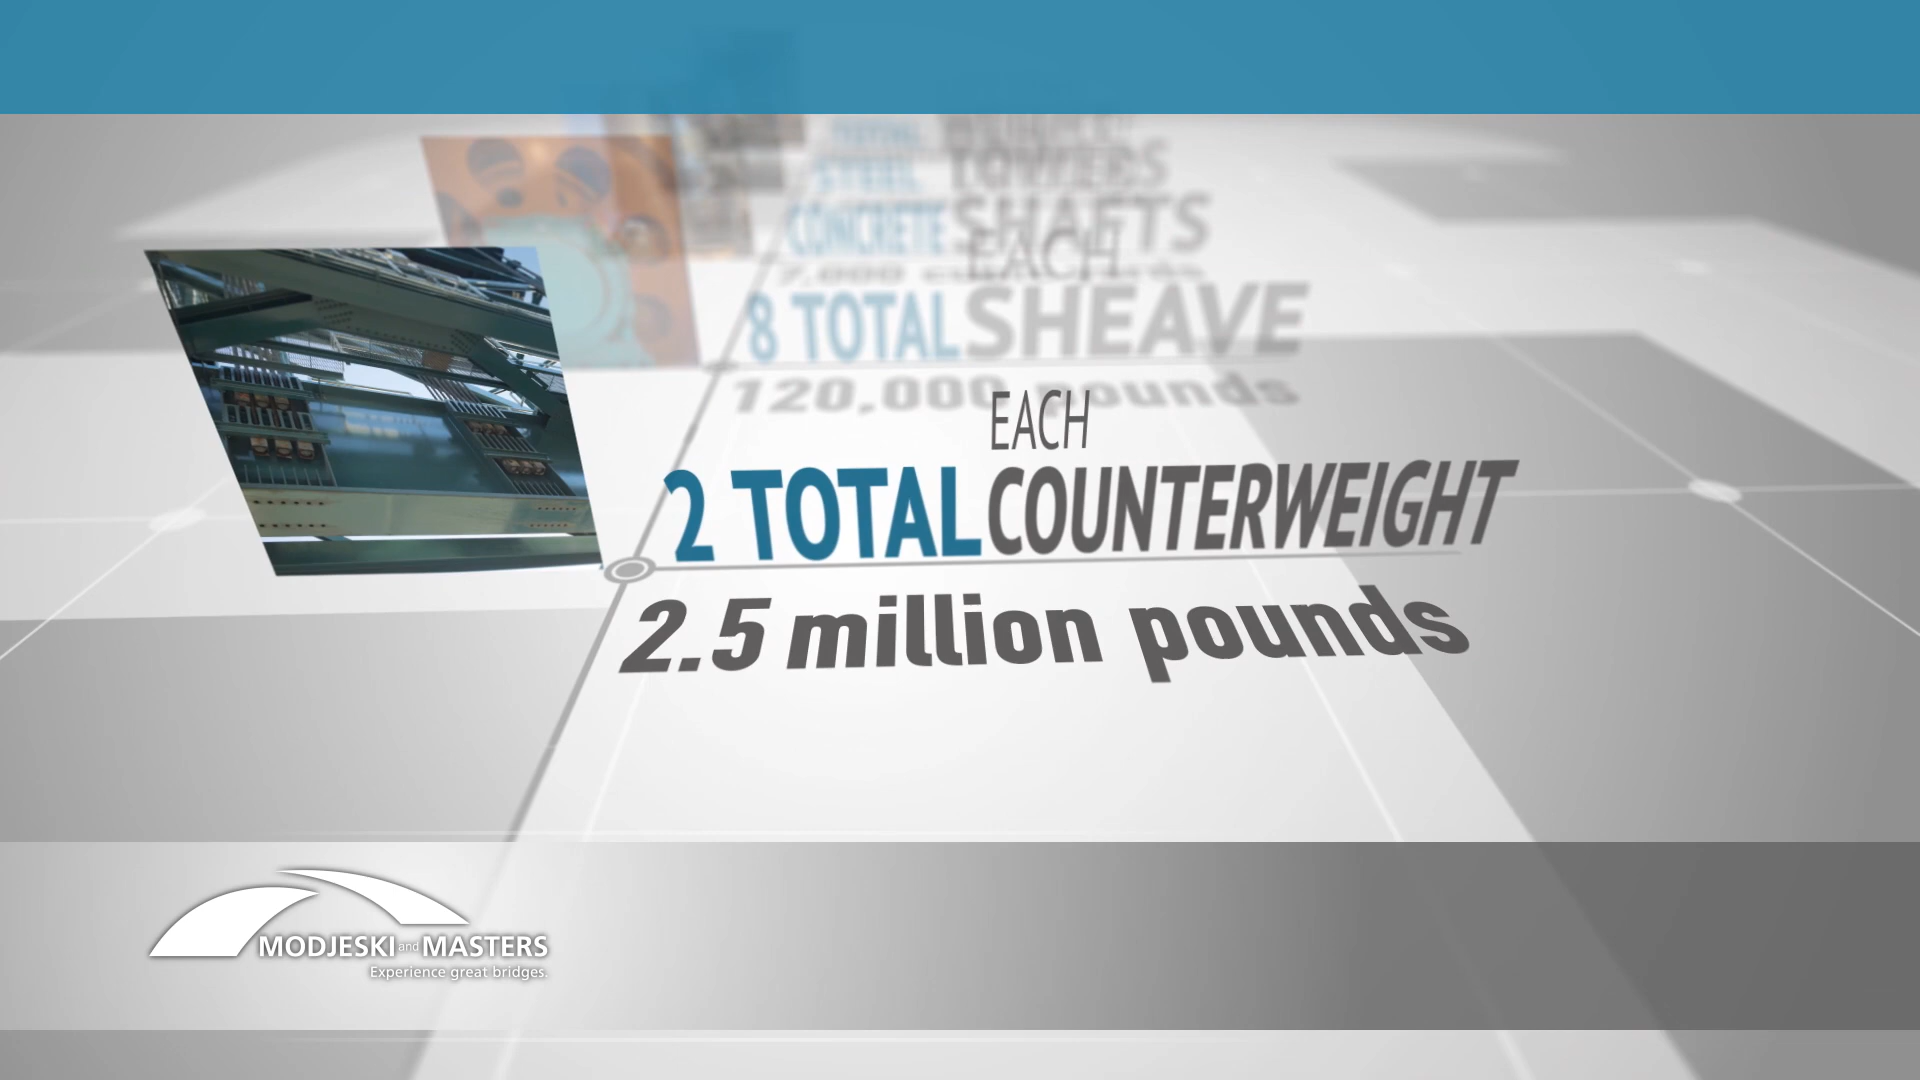 STEEL TOWERS
CONCRETE SHAFTS
EACH
8 TOTAL SHEAVE
120,000 pounds
EACH
2 TOTAL COUNTERWEIGHT
2.5 million pounds
MODJESKI and MASTERS
Experience great bridges.